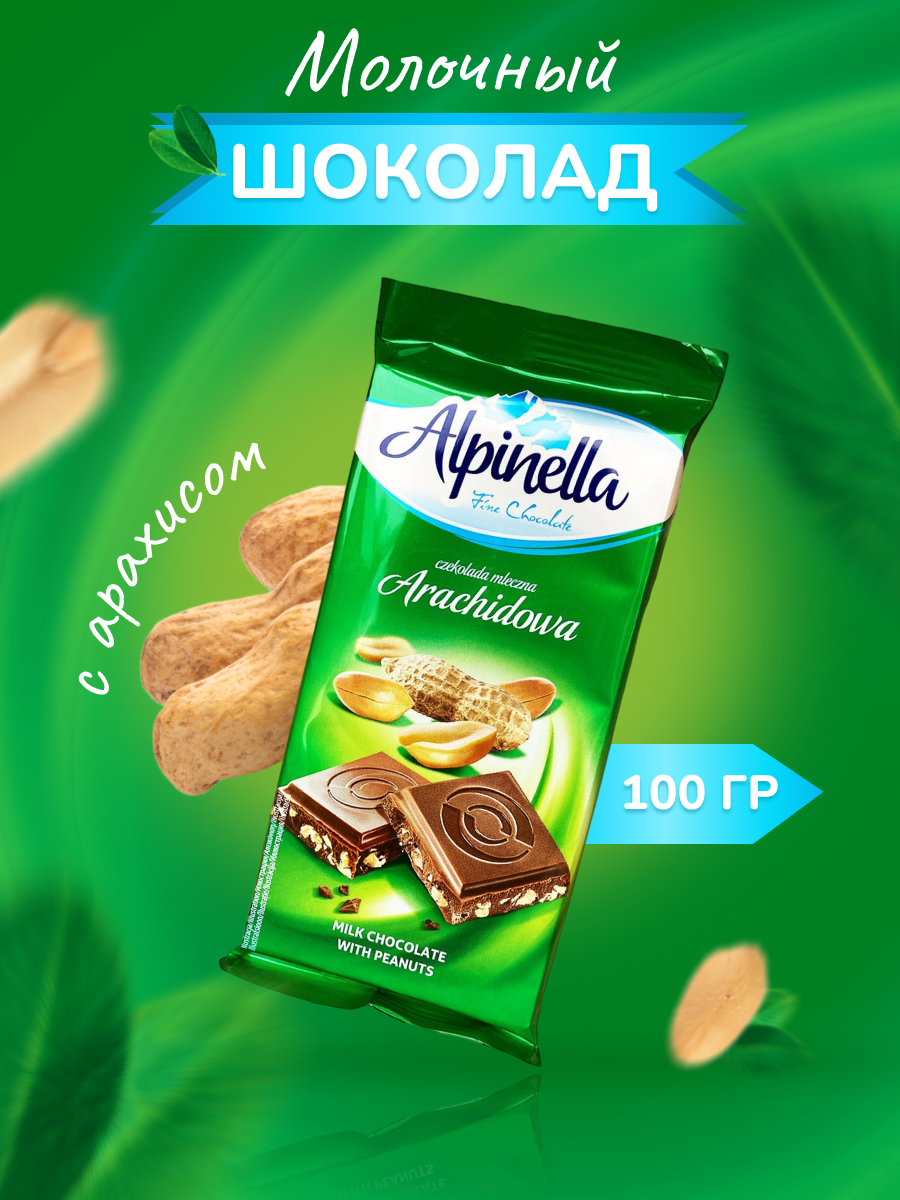 Молочный
ШОКОЛАД
с арахисом
Alpinella
Fine Chocolate
czekolada mleczna
Arachidowa
100 ГР
MILK CHOCOLATE
WITH PEANUTS